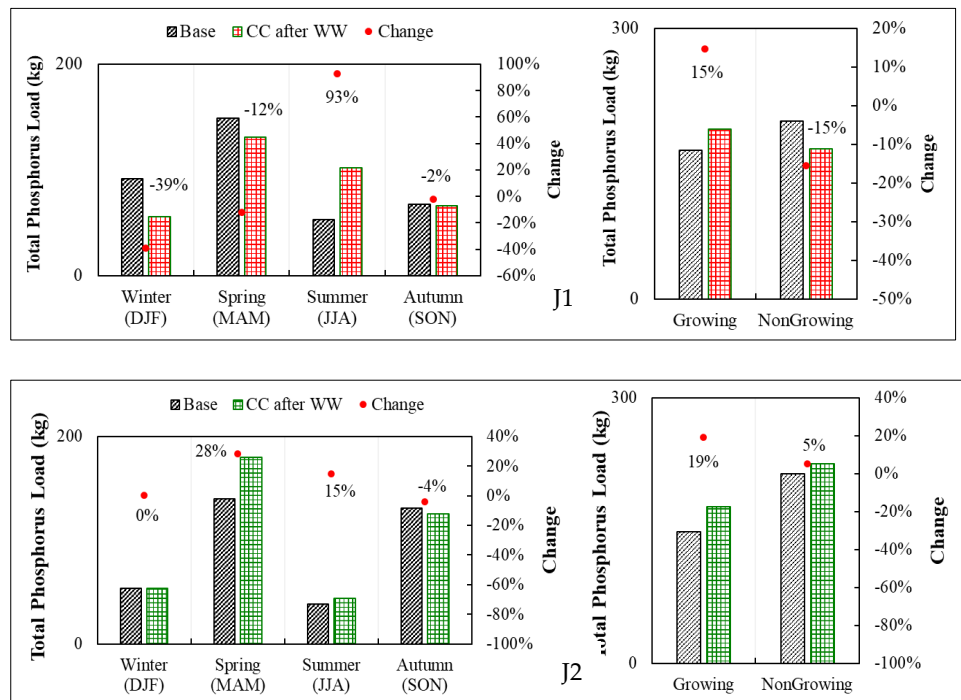 Base CC after WW Change
Total Phosphorus Load (kg)
200
0
-39%
-12%
93%
-2%
100%
80%
60%
40%
20%
0%
-20%
-40%
-60%
Change
Winter
(DJF)
Spring
(MAM)
Summer
(JJA)
Autumn
(SON)
J1
Total Phosphorus Load (kg)
300
0
15%
-15%
20%
10%
0%
-10%
-20%
-30%
-40%
-50%
Change
Growing
NonGrowing
Base CC after WW Change
Total Phosphorus Load (kg)
200
0
0%
28%
15%
-4%
40%
20%
0%
-20%
-40%
-60%
-80%
-100%
Change
Winter
(DJF)
Spring
(MAM)
Summer
(JJA)
Autumn
(SON)
J2
Total Phosphorus Load (kg)
300
0
19%
5%
40%
20%
0%
-20%
-40%
-60%
-80%
-100%
Change
Growing
NonGrowing